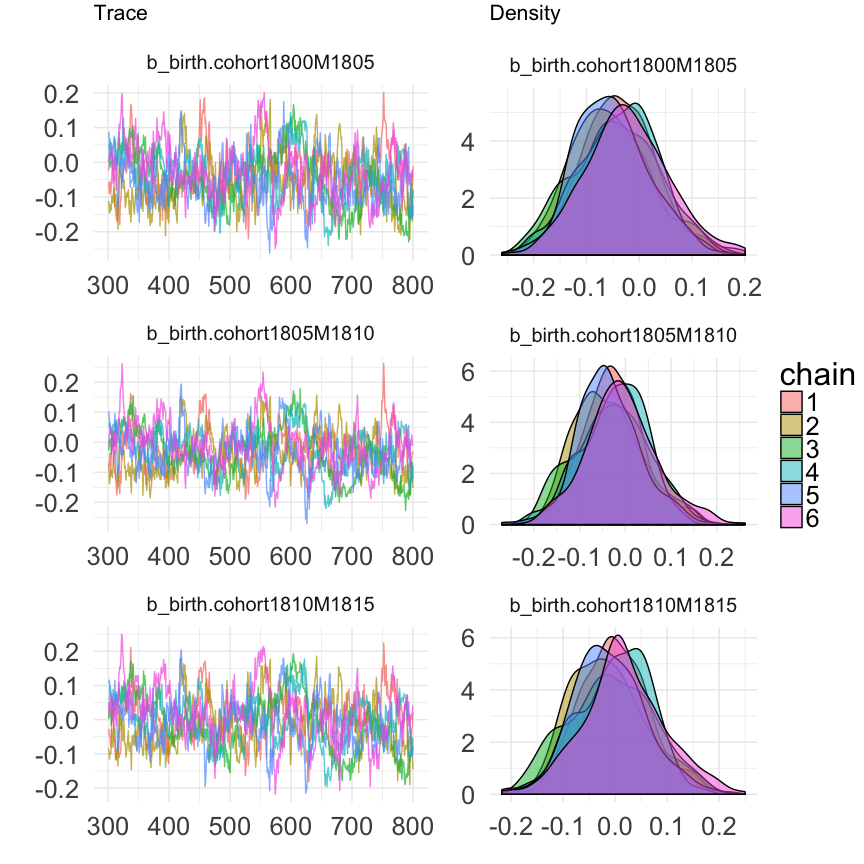 Trace
Density
b_birth.cohort1800M1805
b_birth.cohort1800M1805
0.2
0.1
0.0
-0.1
-0.2
300 400 500 600 700 800
4
2
0
-0.2 -0.1 0.0 0.1 0.2
b_birth.cohort1805M1810
b_birth.cohort1805M1810
0.2
0.1
0.0
-0.1
-0.2
300 400 500 600 700 800
6
4
2
0
-0.2 -0.1 0.0 0.1 0.2
b_birth.cohort1810M1815
b_birth.cohort1810M1815
0.2
0.1
0.0
-0.1
-0.2
300 400 500 600 700 800
6
4
2
0
-0.2 -0.1 0.0 0.1 0.2
chain
1
2
3
4
5
6